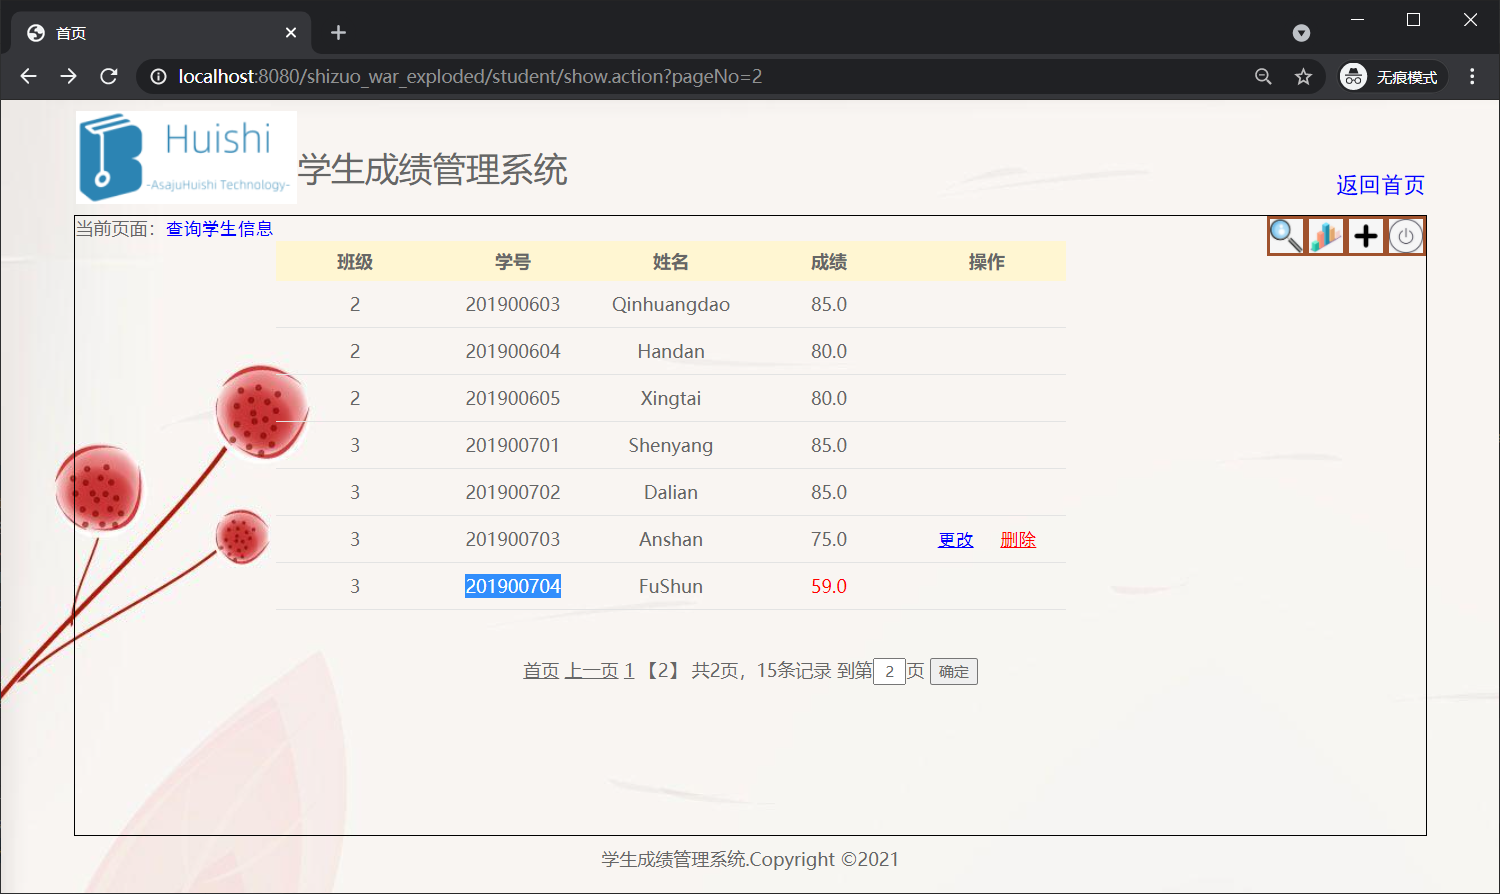 首页
localhost:8080/shizuo_war_exploded/student/show.action?pageNo=2
无痕模式
Huishi
-AsajuHuishi Technology-
学生成绩管理系统
返回首页
当前页面：查询学生信息
班级 学号 姓名 成绩 操作
2 201900603 Qinhuangdao 85.0
2 201900604 Handan 80.0
2 201900605 Xingtai 80.0
3 201900701 Shenyang 85.0
3 201900702 Dalian 85.0
3 201900703 Anshan 75.0 更改 删除
3 201900704 FuShun 59.0
首页 上一页 1 【2】 共2页，15条记录 到第 2 页 确定
学生成绩管理系统.Copyright ©2021